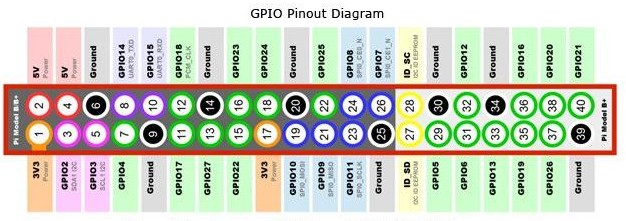 GPIO Pinout Diagram
5V Power
5V Power
Ground
GPIO14 UART0_TXD
GPIO15 UART0_RXD
GPIO18 PCM_CLK
Ground
GPIO23
GPIO24
Ground
GPIO25
GPIO8 SPI0_CE0_N
GPIO7 SPI0_CE1_N
ID_SC I2C ID EEPROM
Ground
GPIO12
Ground
GPIO16
GPIO20
GPIO21
Pi Model B/B+
2 4 6 8 10 12 14 16 18 20 22 24 26 28 30 32 34 36 38 40
1 3 5 7 9 11 13 15 17 19 21 23 25 27 29 31 33 35 37 39
Pi Model B+
3V3 Power
GPIO2 SDA1 I2C
GPIO3 SCL1 I2C
GPIO4
Ground
GPIO17
GPIO27
GPIO22
3V3 Power
GPIO10 SPI0_MOSI
GPIO9 SPI0_MISO
GPIO11 SPI0_SCLK
Ground
ID_SD I2C ID EEPROM
GPIO5
GPIO6
GPIO13
GPIO19
GPIO26
Ground